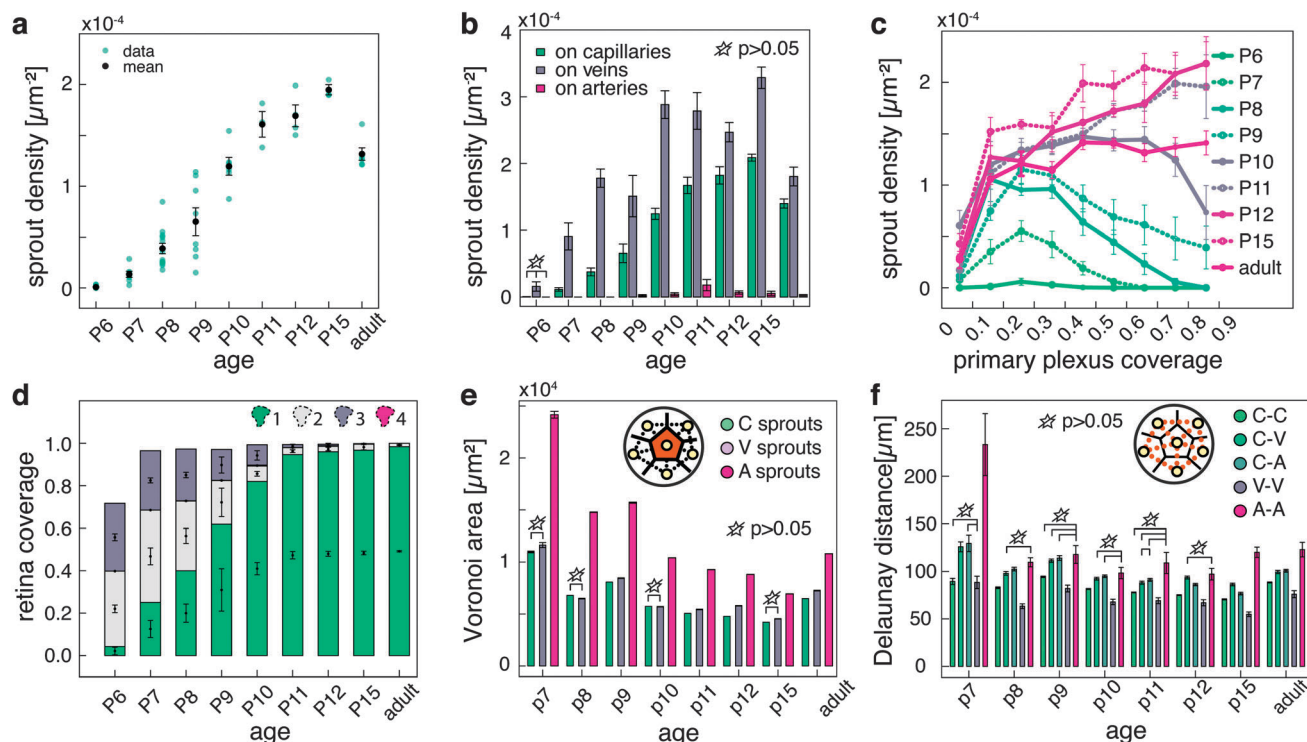 a
x10⁻⁴
data
mean
sprout density [µm⁻²]
2
1
0
P6
P7
P8
P9
P10
P11
P12
P15
adult
age
b
x10⁻⁴
on capillaries
on veins
on arteries
p>0.05
sprout density [µm⁻²]
4
3
2
1
0
P6
P7
P8
P9
P10
P11
P12
P15
age
c
x10⁻⁴
sprout density [µm⁻²]
2
1
0
P6
P7
P8
P9
P10
P11
P12
P15
adult
0
0.1
0.2
0.3
0.4
0.5
0.6
0.7
0.8
0.9
primary plexus coverage
d
1
2
3
4
retina coverage
1.0
0.8
0.6
0.4
0.2
0.0
P6
P7
P8
P9
P10
P11
P12
P15
adult
age
e
x10⁴
C sprouts
V sprouts
A sprouts
p>0.05
Voronoi area [µm²]
2
1
0
p7
p8
p9
p10
p11
p12
p15
adult
age
f
p>0.05
C-C
C-V
C-A
V-V
A-A
Delaunay distance[µm]
250
200
150
100
50
0
p7
p8
p9
p10
p11
p12
p15
adult
age